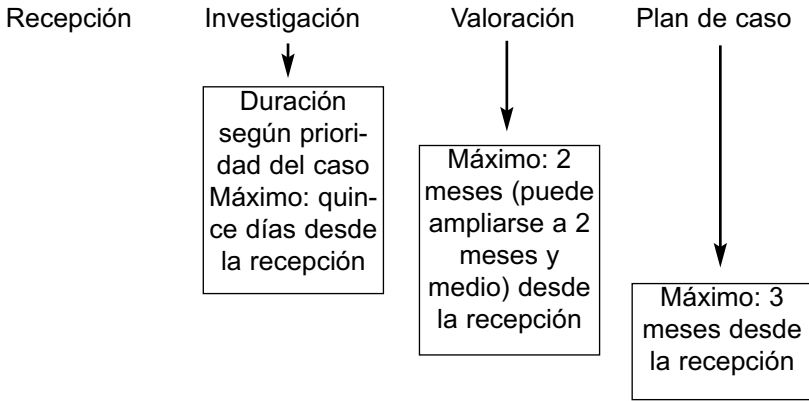 Recepción Investigación Valoración Plan de caso
Duración
según priori-
dad del caso
Máximo: quin-
ce días desde
la recepción
Máximo: 2
meses (puede
ampliarse a 2
meses y
medio) desde
la recepción
Máximo: 3
meses desde
la recepción